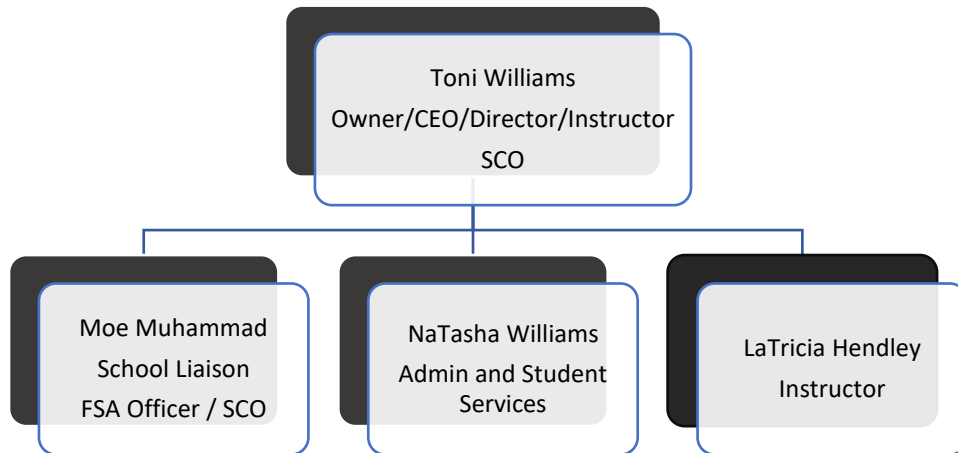 Toni Williams
Owner/CEO/Director/Instructor
SCO
Moe Muhammad
School Liaison
FSA Officer / SCO
NaTasha Williams
Admin and Student
Services
LaTricia Hendley
Instructor